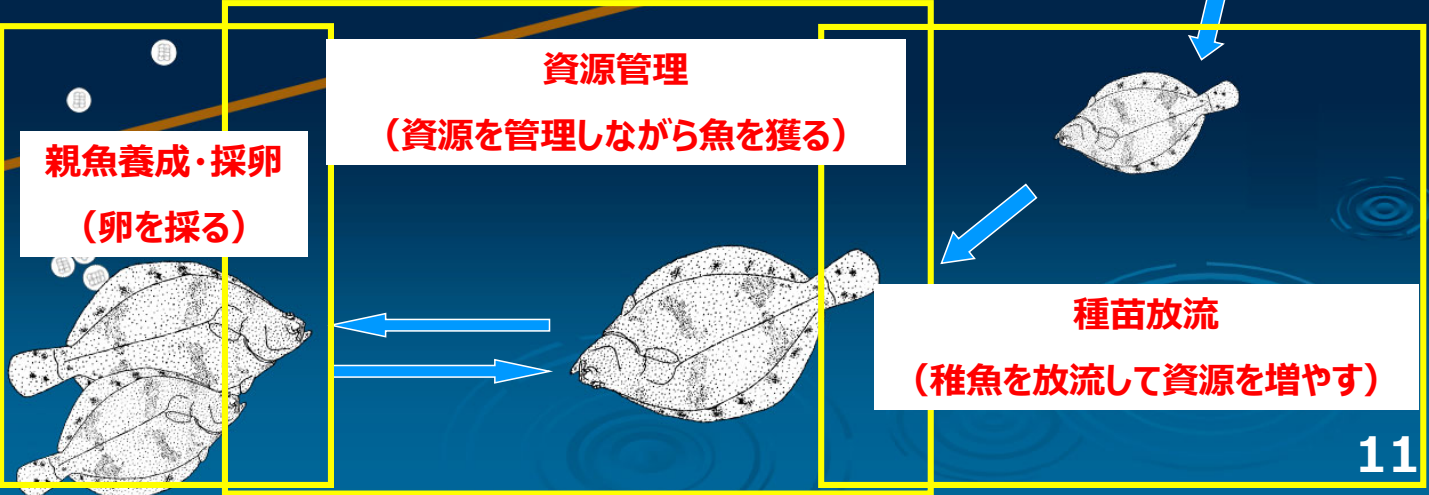 資源管理
（資源を管理しながら魚を獲る）
親魚養成・採卵
（卵を採る）
種苗放流
（稚魚を放流して資源を増やす）
11